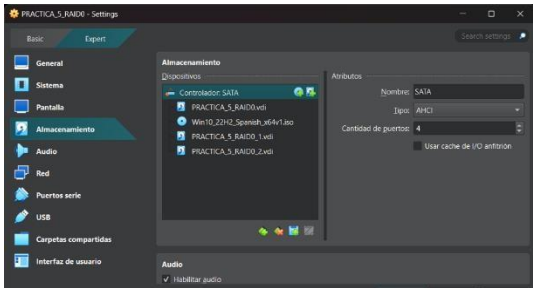 PRACTICA_5_RAID0 - Settings
Basic
Expert
Search settings
General
Sistema
Pantalla
Almacenamiento
Audio
Red
Puertos serie
USB
Carpetas compartidas
Interfaz de usuario
Almacenamiento
Dispositivos
Controlador: SATA
PRACTICA_5_RAID0.vdi
Win10_22H2_Spanish_x64v1.iso
PRACTICA_5_RAID0_1.vdi
PRACTICA_5_RAID0_2.vdi
Atributos
Nombre: SATA
Tipo: AHCI
Cantidad de puertos: 4
Usar cache de I/O anfitrión
Audio
Habilitar audio